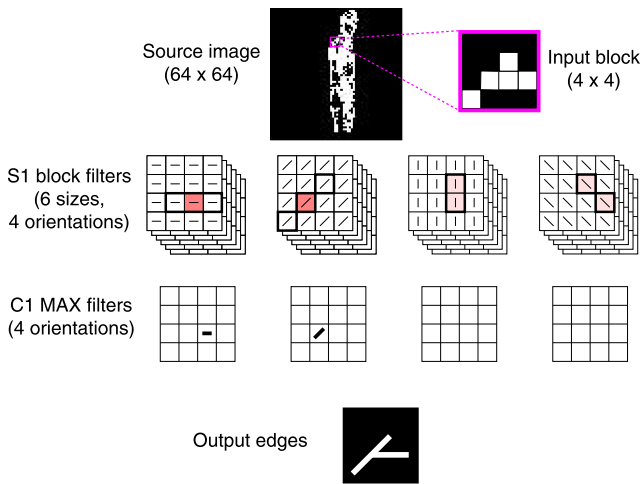 Source image
(64 x 64)
Input block
(4 x 4)
S1 block filters
(6 sizes,
4 orientations)
C1 MAX filters
(4 orientations)
Output edges